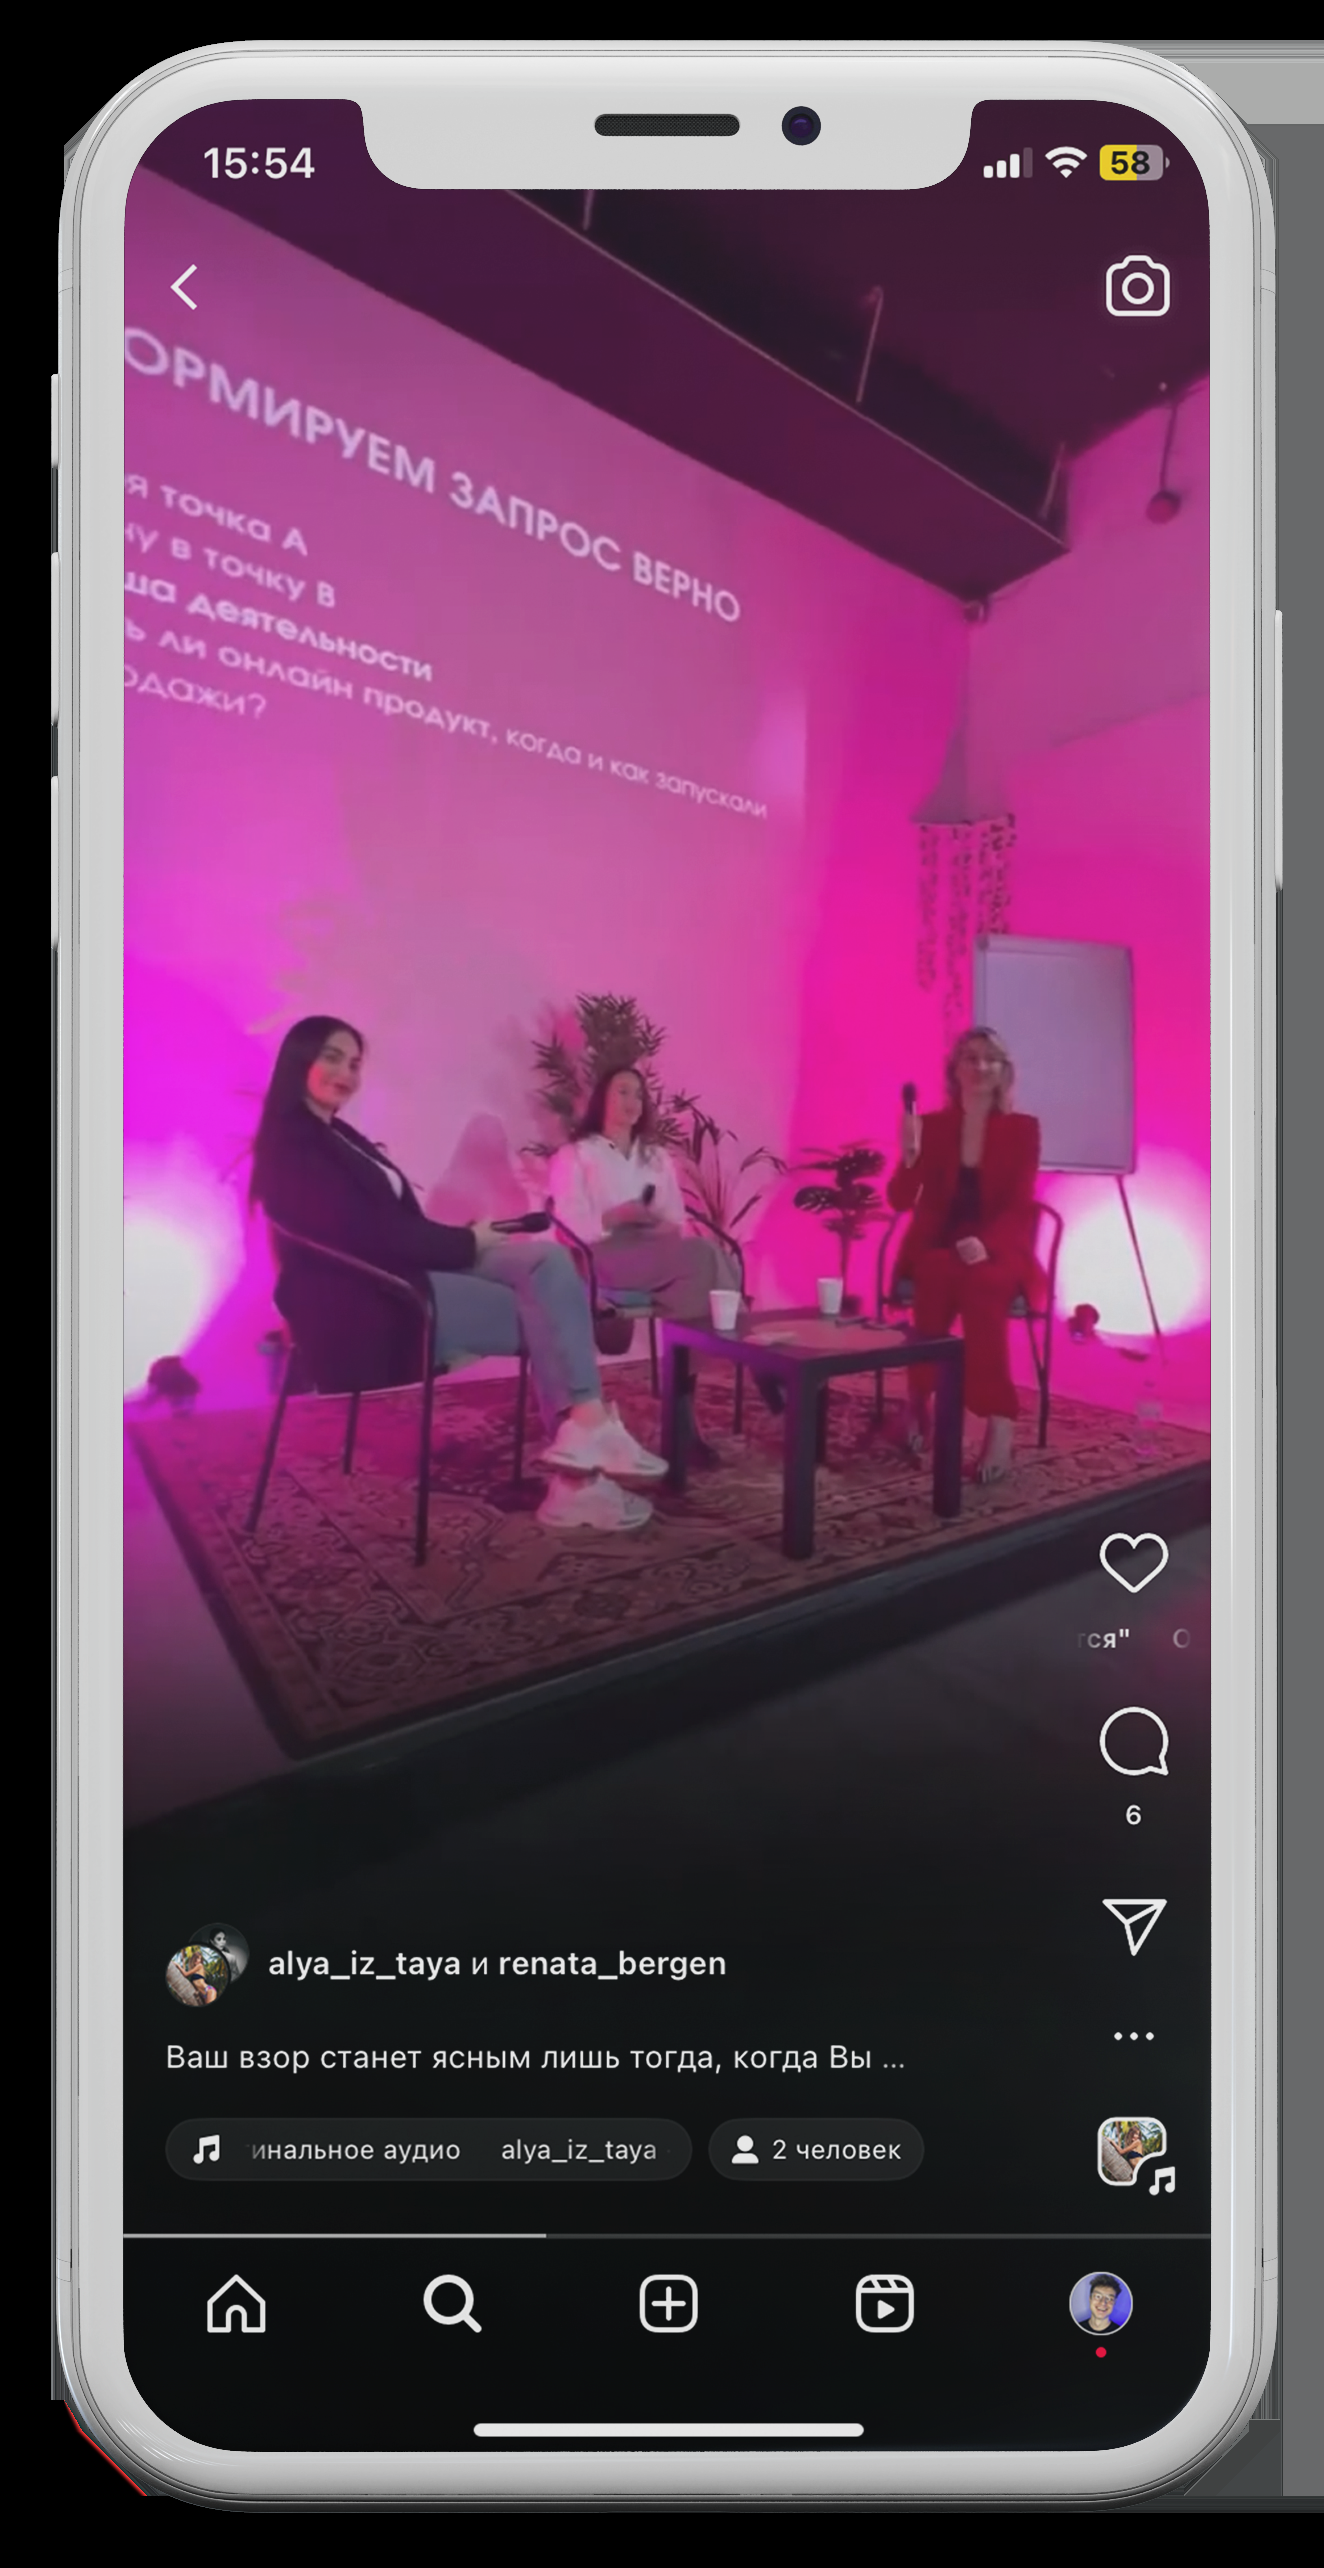 15:54
58
ОРМИРУЕМ ЗАПРОС ВЕРНО
я точка А
ну в точку В
ша деятельности
ь ли онлайн продукт, когда и как запускали
одажи?
тся" О
6
alya_iz_taya и renata_bergen
Ваш взор станет ясным лишь тогда, когда Вы ...
инальное аудио alya_iz_taya
2 человек